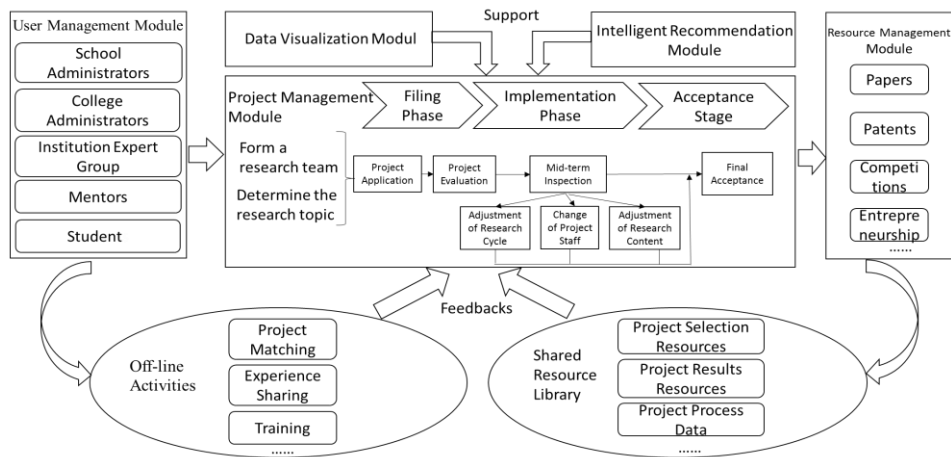 User Management Module
School
Administrators
College
Administrators
Institution Expert
Group
Mentors
Student
Data Visualization Modul
Support
Intelligent Recommendation
Module
Project Management
Module
Filing
Phase
Implementation
Phase
Acceptance
Stage
Form a
research team
Determine the
research topic
Project
Application
Project
Evaluation
Mid-term
Inspection
Final
Acceptance
Adjustment
of Research
Cycle
Change
of Project
Staff
Adjustment
of Research
Content
Resource Management
Module
Papers
Patents
Competi
tions
Entrepre
neurship
......
Feedbacks
Off-line
Activities
Project
Matching
Experience
Sharing
Training
......
Shared
Resource
Library
Project Selection
Resources
Project Results
Resources
Project Process
Data
......